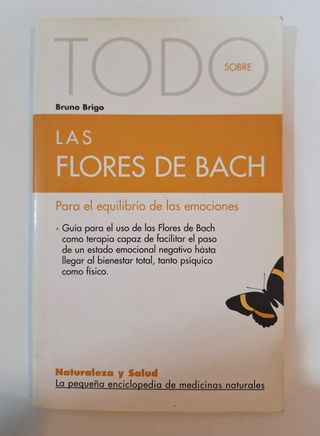 TODO
SOBRE
Bruno Brigo
LAS
FLORES DE BACH
Para el equilibrio de las emociones
• Guía para el uso de las Flores de Bach
como terapia capaz de facilitar el paso
de un estado emocional negativo hásta
llegar al bienestar total, tanto psiquico
como físico.
Naturaleza y Salud
La pequeña enciclopedia de medicinas naturales